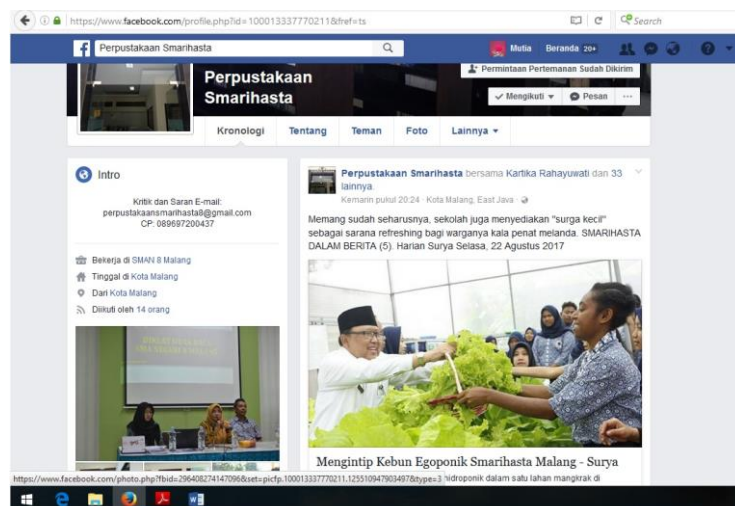 https://www.facebook.com/profile.php?id=100013337770211&fref=ts
Search
Perpustakaan Smarihasta
Mutia
Beranda 20+
Perpustakaan
Smarihasta
Permintaan Pertemanan Sudah Dikirim
Mengikuti
Pesan
Kronologi
Tentang
Teman
Foto
Lainnya
Intro
Kritik dan Saran E-mail:
perpustakaansmarihasta8@gmail.com
CP: 089697200437
Bekerja di SMAN 8 Malang
Tinggal di Kota Malang
Dari Kota Malang
Diikuti oleh 14 orang
Perpustakaan Smarihasta bersama Kartika Rahayuwati dan 33
lainnya.
Kemarin pukul 20:24 · Kota Malang, East Java ·
Memang sudah seharusnya, sekolah juga menyediakan "surga kecil"
sebagai sarana refreshing bagi warganya kala penat melanda. SMARIHASTA
DALAM BERITA (5). Harian Surya Selasa, 22 Agustus 2017
Mengintip Kebun Egoponik Smarihasta Malang - Surya
hidroponik dalam satu lahan mangkrak di
https://www.facebook.com/photo.php?fbid=296408274147096&set=picfp.100013337770211.125510947903497&type=3